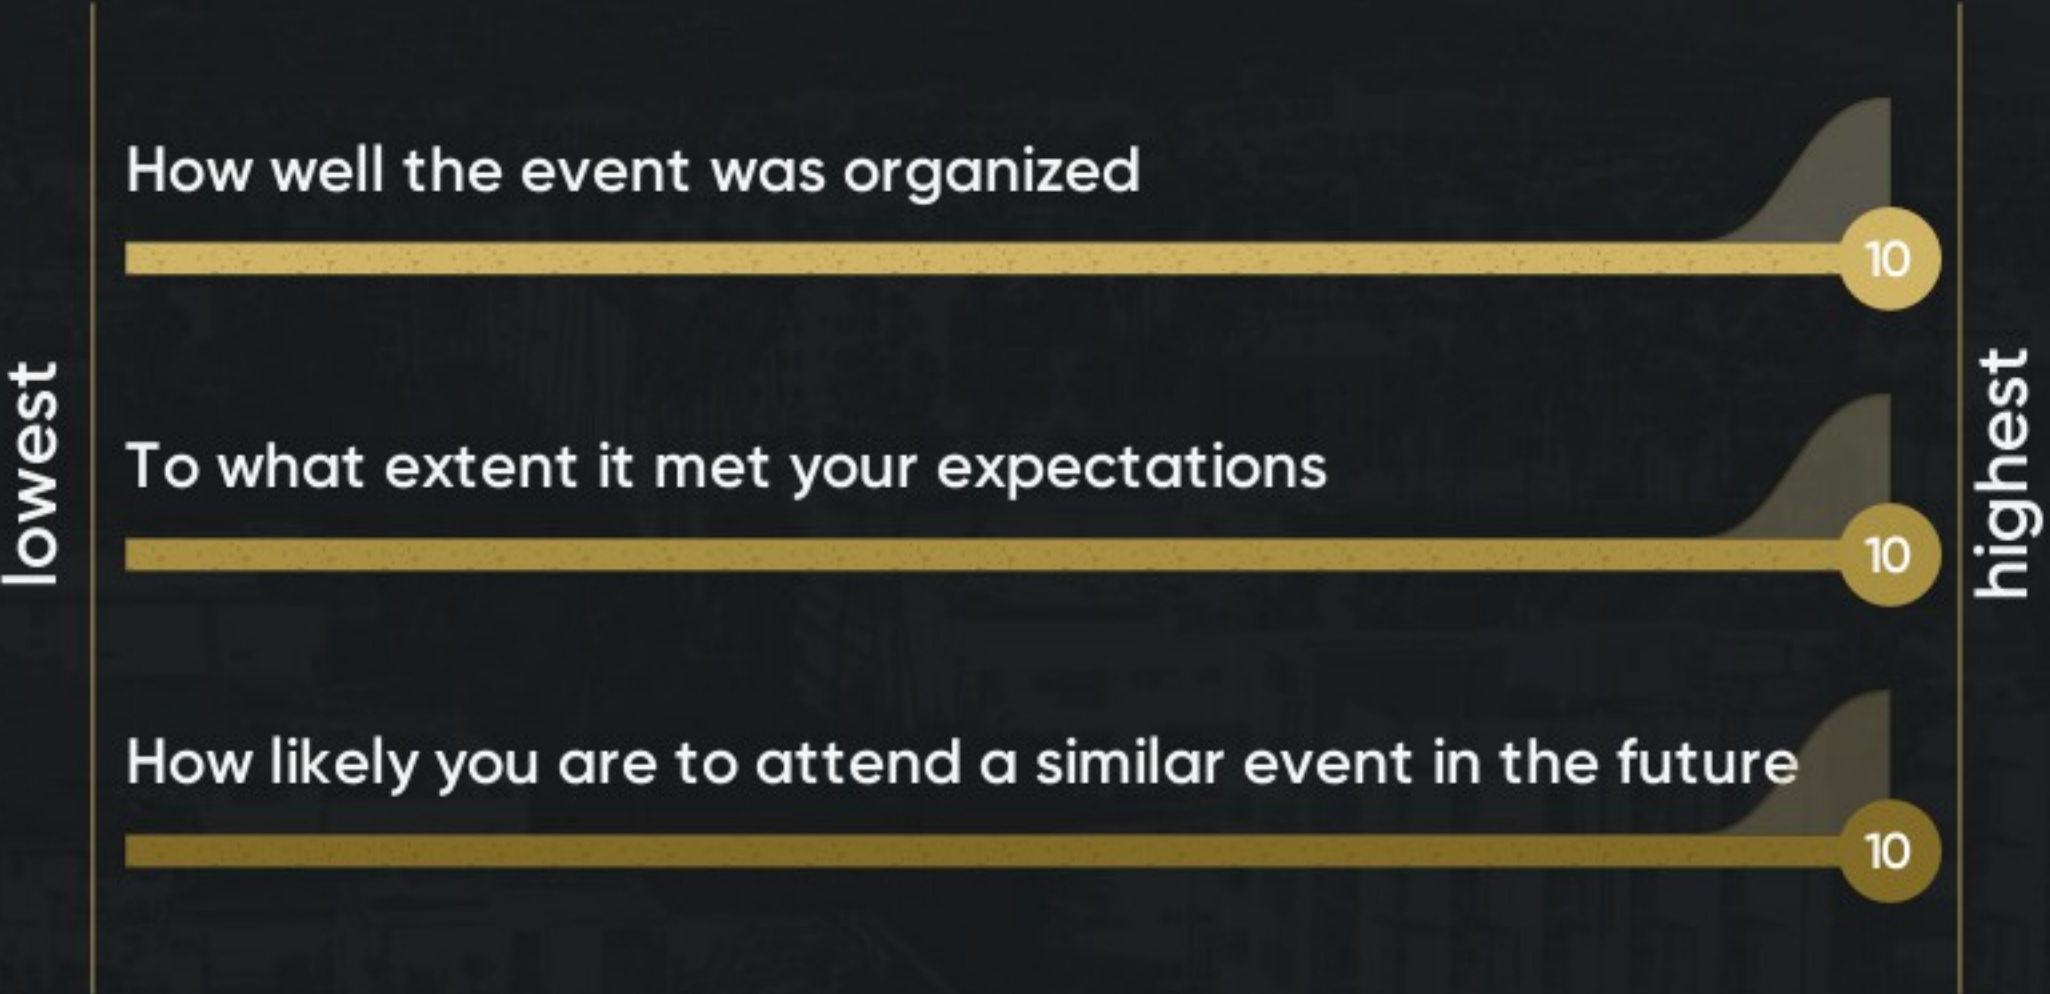 How well the event was organized
10
lowest
To what extent it met your expectations
10
highest
How likely you are to attend a similar event in the future
10